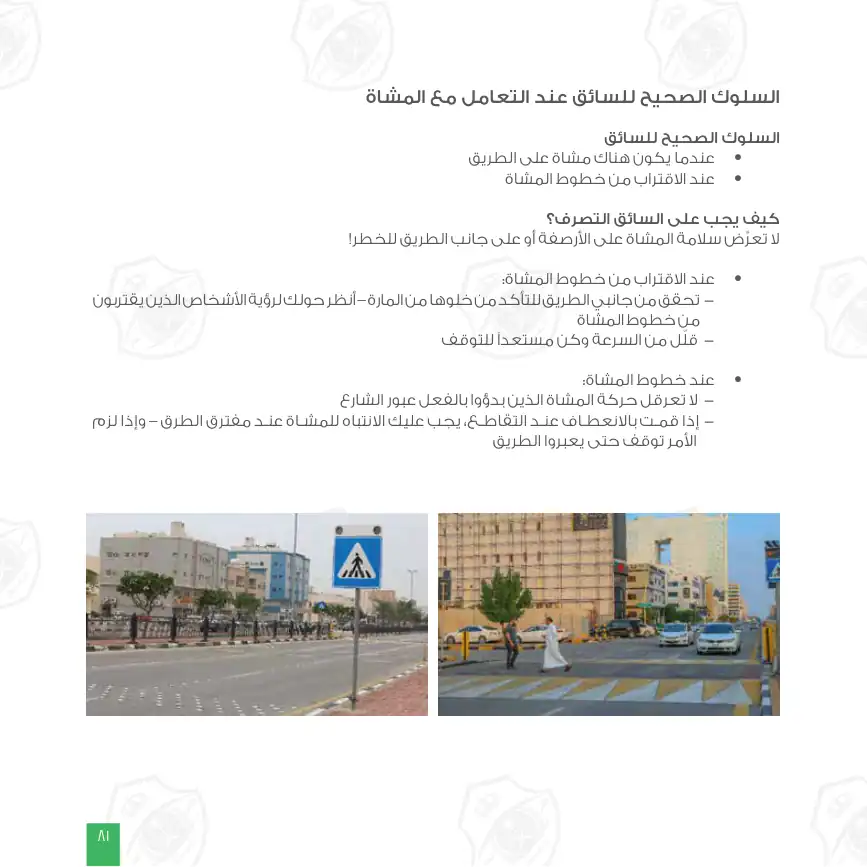 السلوك الصحيح للسائق عند التعامل مع المشاة
السلوك الصحيح للسائق
• عندما يكون هناك مشاة على الطريق
• عند الاقتراب من خطوط المشاة
كيف يجب على السائق التصرف؟
لا تعرّض سلامة المشاة على الأرصفة أو على جانب الطريق للخطر!
• عند الاقتراب من خطوط المشاة:
– تحقق من جانبي الطريق للتأكد من خلوها من المارة – أنظر حولك لرؤية الأشخاص الذين يقتربون
من خطوط المشاة
– قلّل من السرعة وكن مستعداً للتوقف
• عند خطوط المشاة:
– لا تعرقل حركة المشاة الذين بدؤوا بالفعل عبور الشارع
– إذا قمت بالانعطاف عند التقاطع، يجب عليك الانتباه للمشاة عند مفترق الطرق – وإذا لزم
الأمر توقف حتى يعبروا الطريق
٨١